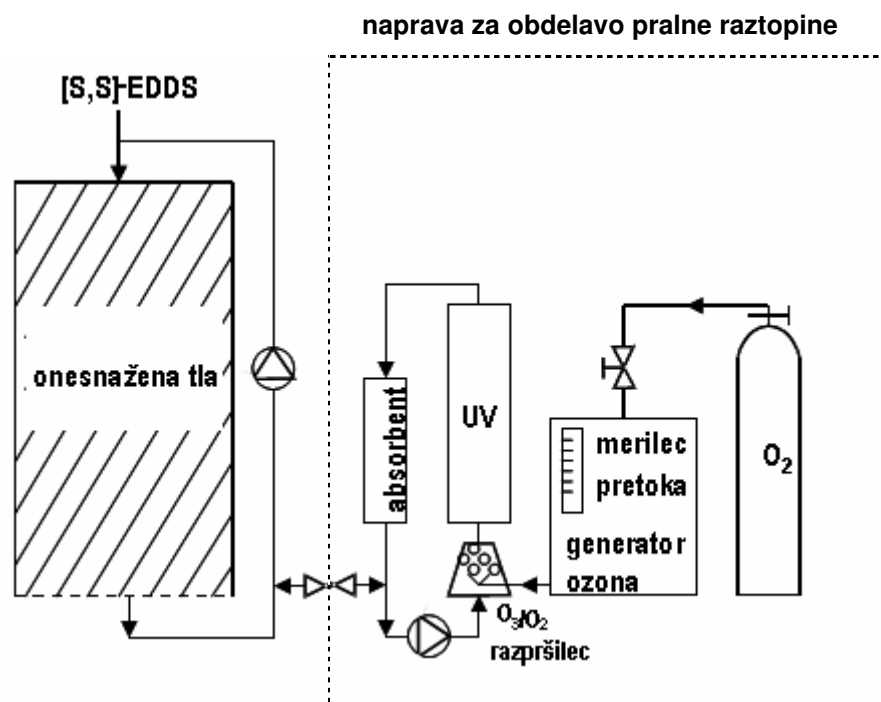 naprava za obdelavo pralne raztopine
[S,S]-EDDS
onesnažena tla
absorbent
UV
merilec
pretoka
generator
ozona
O₂
O₃/O₂
razpršilec